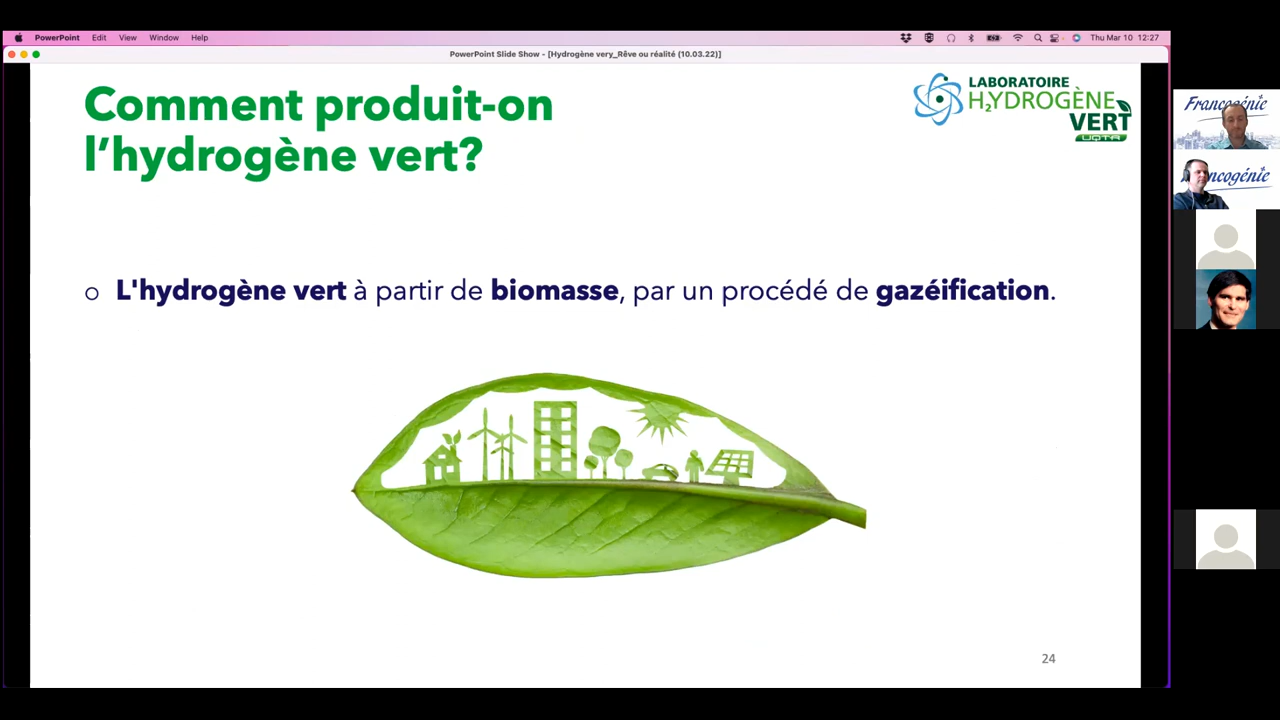 PowerPoint Edit View Window Help
Thu Mar 10 12:27
PowerPoint Slide Show - [Hydrogène very_Rêve ou réalité (10.03.22)]
Comment produit-on
l’hydrogène vert?
LABORATOIRE
H₂YDROGÈNE
VERT
UQTR
o L'hydrogène vert à partir de biomasse, par un procédé de gazéification.
24
Francogénie
Francogénie